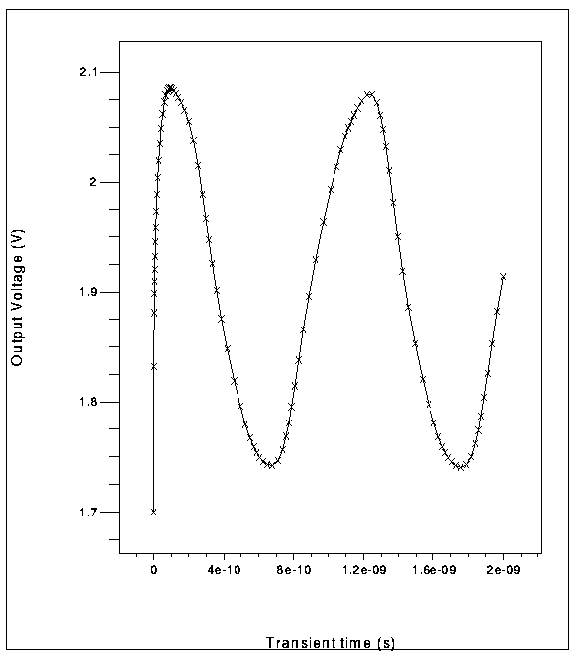 Output Voltage (V)
2.1
2
1.9
1.8
1.7
0 4e-10 8e-10 1.2e-09 1.6e-09 2e-09
Transient time (s)